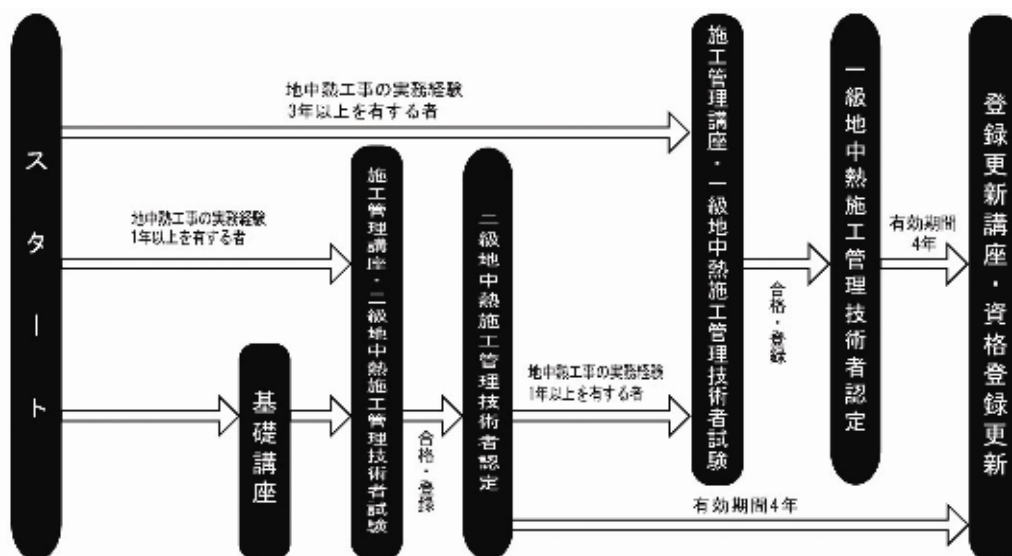 スタート
地中熱工事の実務経験
3年以上を有する者
地中熱工事の実務経験
1年以上を有する者
基礎講座
施工管理講座・二級地中熱施工管理技術者試験
合格・登録
二級地中熱施工管理技術者認定
地中熱工事の実務経験
1年以上を有する者
施工管理講座・一級地中熱施工管理技術者試験
合格・登録
一級地中熱施工管理技術者認定
有効期間
4年
有効期間4年
登録更新講座・資格登録更新